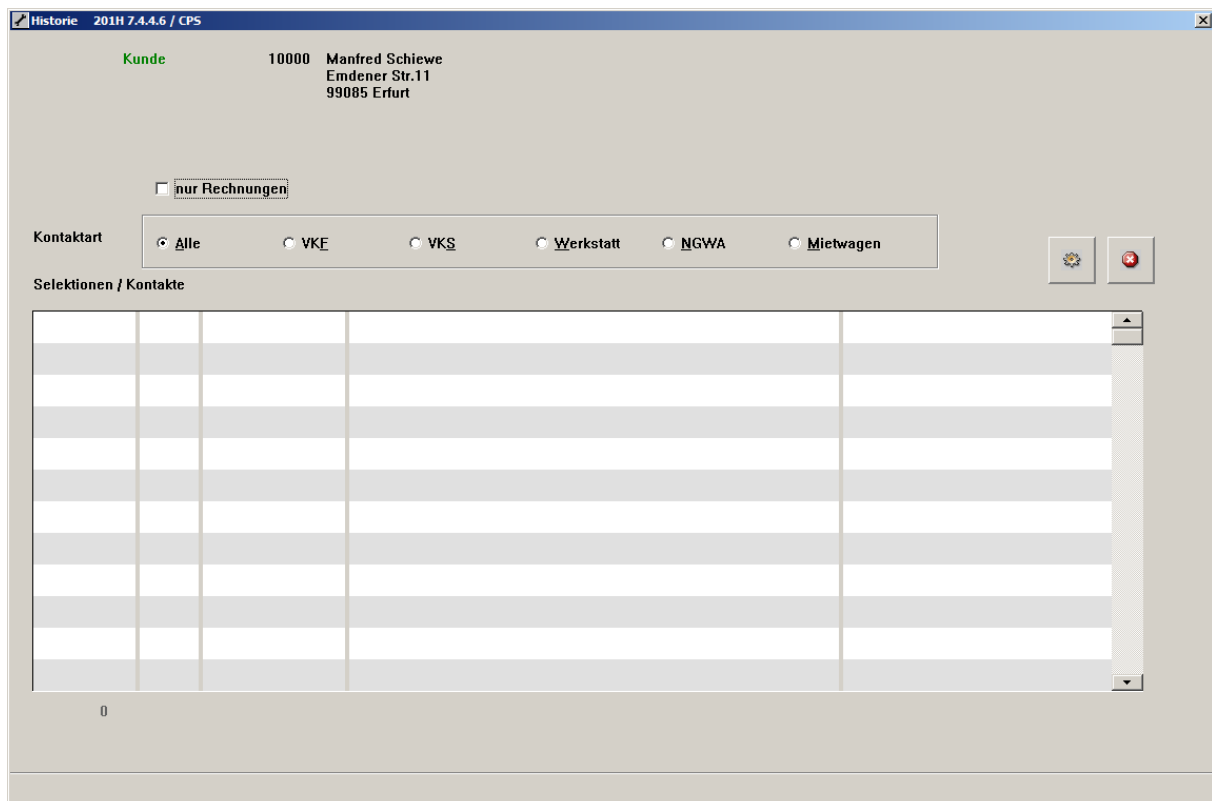 Historie 201H 7.4.4.6 / CPS
Kunde 10000 Manfred Schiewe
Emdener Str.11
99085 Erfurt
nur Rechnungen
Kontaktart Alle VKF VKS Werkstatt NGWA Mietwagen
Selektionen / Kontakte
0